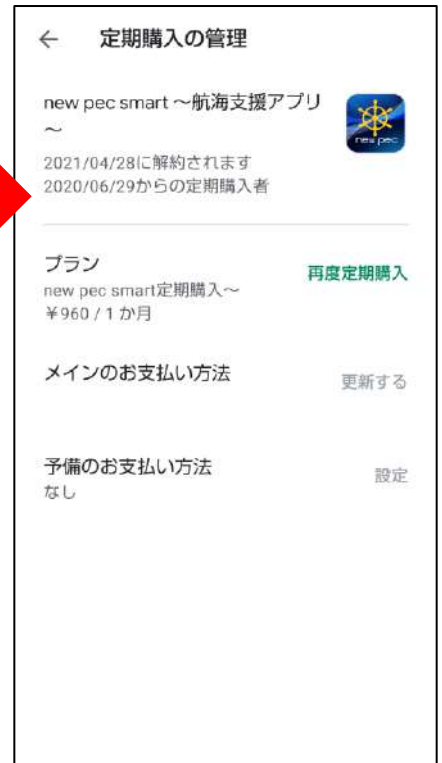 ← 定期購入の管理
new pec smart ～航海支援アプリ
～
new pec
2021/04/28に解約されます
2020/06/29からの定期購入者
プラン
再度定期購入
new pec smart定期購入～
￥960 / 1 か月
メインのお支払い方法
更新する
予備のお支払い方法
設定
なし